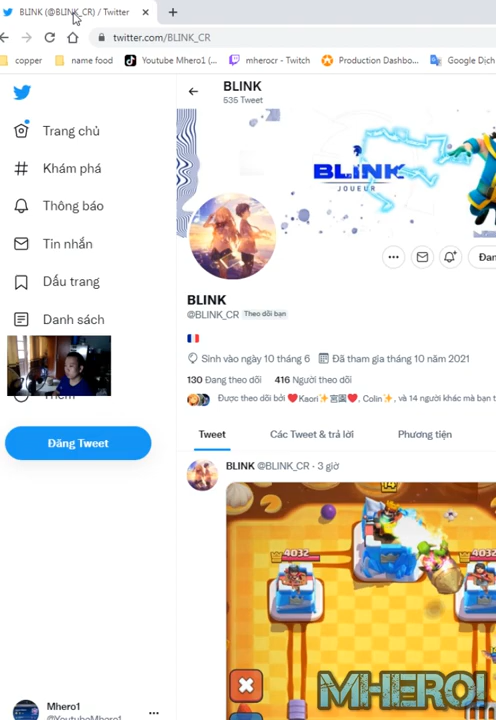 BLINK (@BLINK_CR) / Twitter
twitter.com/BLINK_CR
copper
name food
Youtube Mhero1 (...
mherocr - Twitch
Production Dashbo...
Google Dịch
BLINK
535 Tweet
Trang chủ
Khám phá
Thông báo
Tin nhắn
Dấu trang
Danh sách
Thêm
Đăng Tweet
BLINK
JOUEUR
BLINK
@BLINK_CR Theo dõi bạn
Sinh vào ngày 10 tháng 6 Đã tham gia tháng 10 năm 2021
130 Đang theo dõi 416 Người theo dõi
Được theo dõi bởi ❤️Kaori✨宮園❤️, Colin✨, và 14 người khác mà bạn t
Tweet
Các Tweet & trả lời
Phương tiện
BLINK @BLINK_CR · 3 giờ
14
4032
4032
MHERO1
Mhero1
@YoutubeMhero1